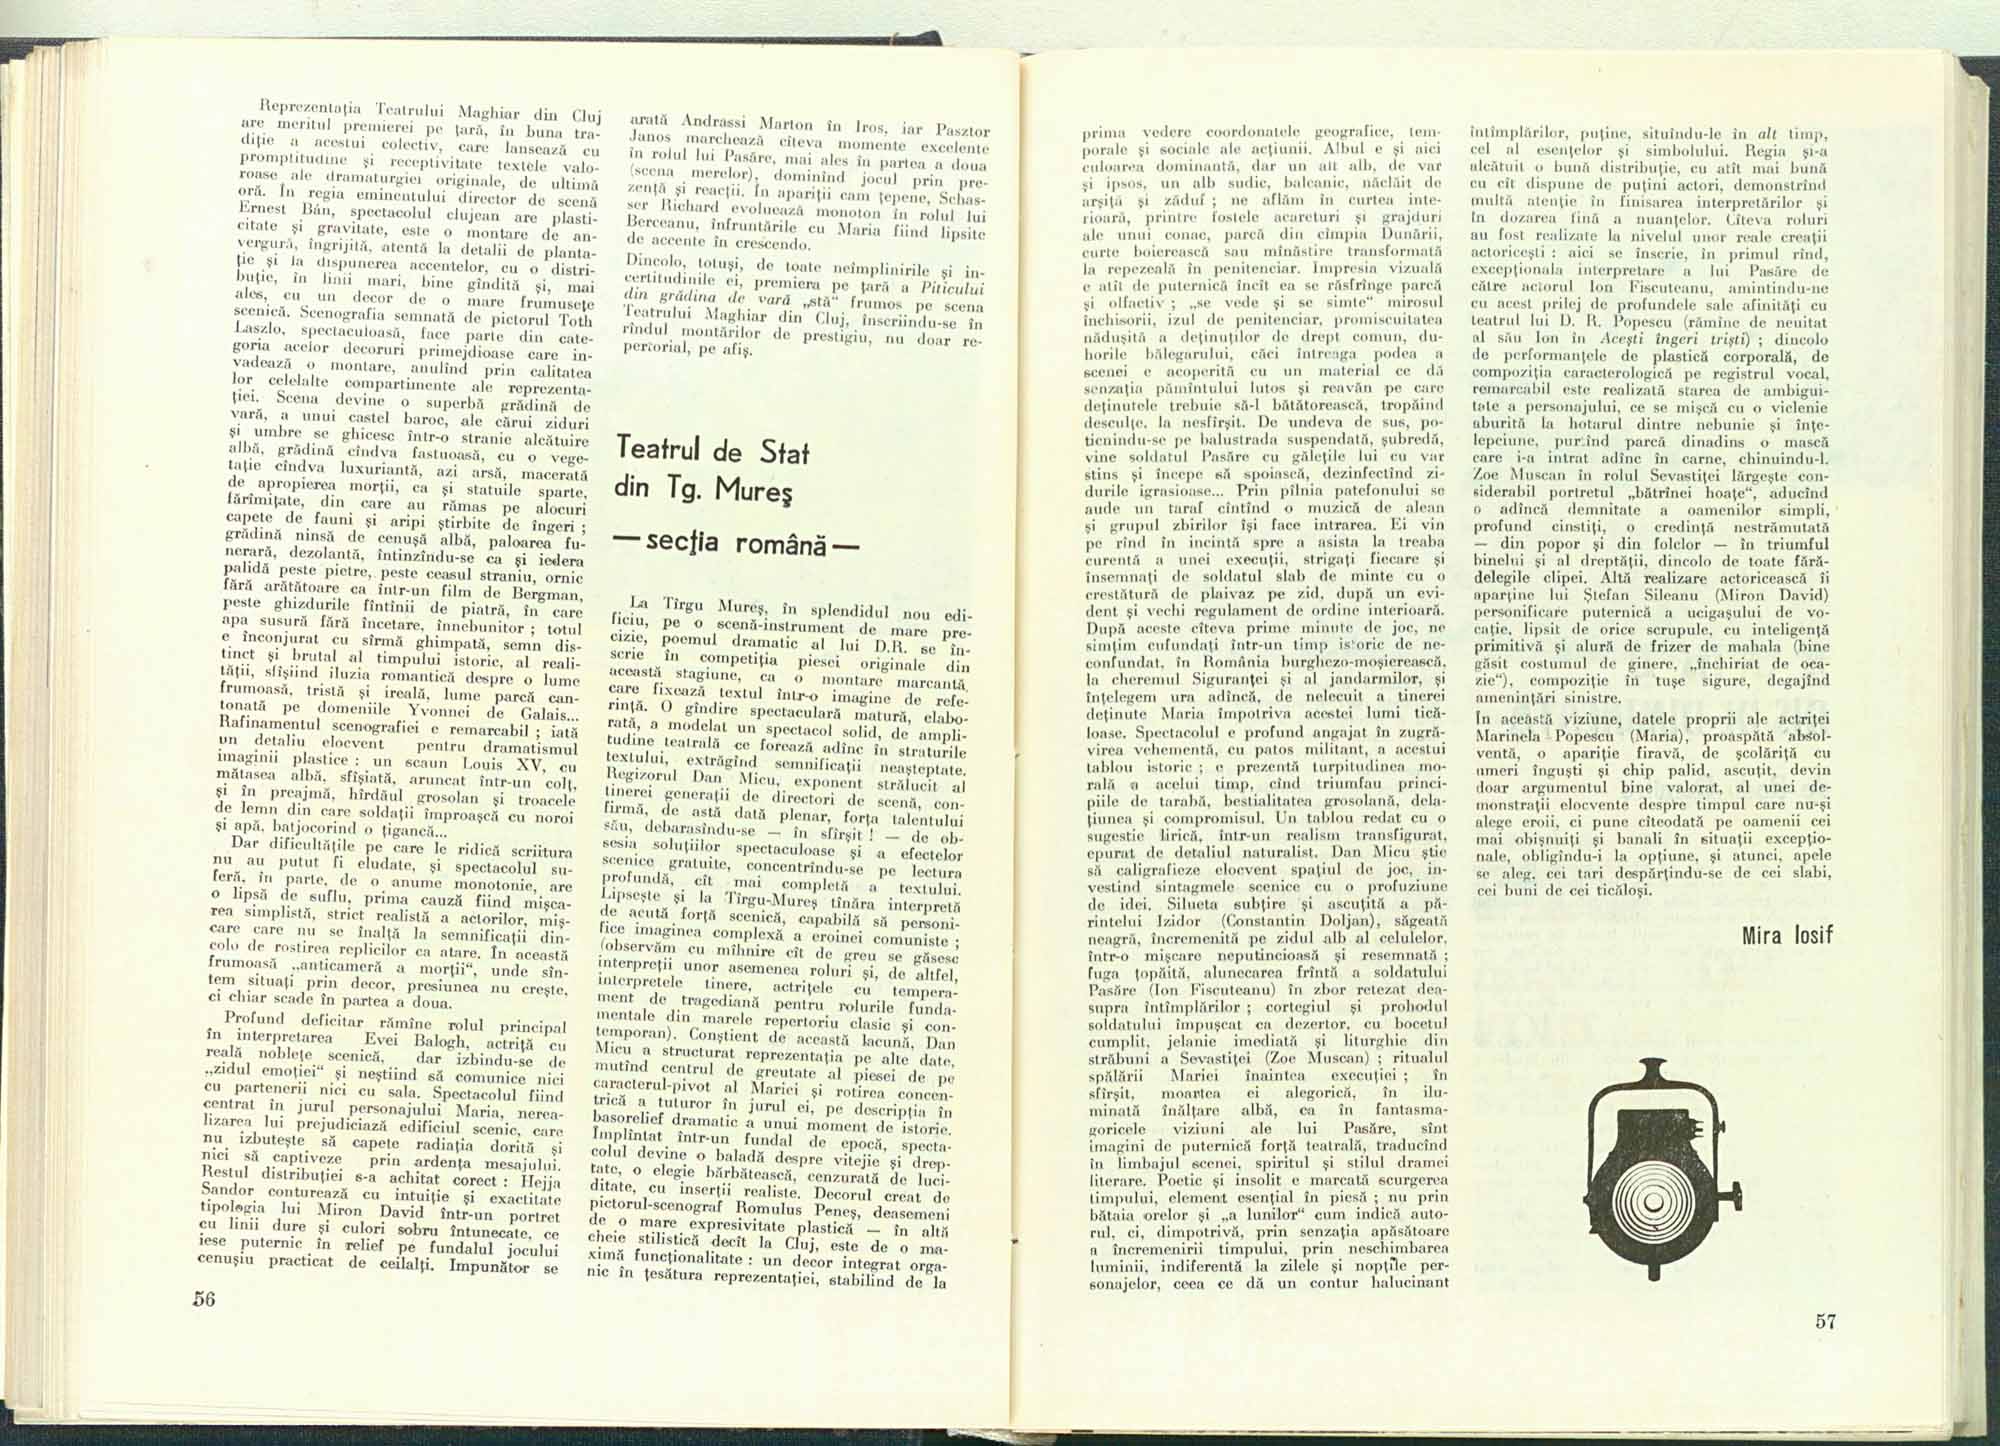 Reprezentația Teatrului Maghiar din Cluj
are meritul premierei pe țară, în buna tra-
diție a acestui colectiv, care lansează cu
promptitudine și receptivitate textele valo-
roase ale dramaturgiei originale, de ultimă
oră. În regia eminentului director de scenă
Ernest Bán, spectacolul clujean are plasti-
citate și gravitate, este o montare de an-
vergură, îngrijită, atentă la detalii de planta-
ție și la dispunerea accentelor, cu o distri-
buție, în linii mari, bine gîndită și, mai
ales, cu un decor de o mare frumusețe
scenică. Scenografia semnată de pictorul Toth
Laszlo, spectaculoasă, face parte din cate-
goria acelor decoruri primejdioase care in-
vadează o montare, anulînd prin calitatea
lor celelalte compartimente ale reprezenta-
ției. Scena devine o superbă grădină de
vară, a unui castel baroc, ale cărui ziduri
și umbre se ghicesc într-o stranie alcătuire
albă, grădină cîndva fastuoasă, cu o vege-
tație cîndva luxuriantă, azi arsă, macerată
de apropierea morții, ca și statuile sparte,
fărîmițate, din care au rămas pe alocuri
capete de fauni și aripi știrbite de îngeri ;
grădină ninsă de cenușă albă, paloarea fu-
nerară, dezolantă, întinzîndu-se ca și iedera
palidă peste pietre, peste ceasul straniu, ornic
fără arătătoare ca într-un film de Bergman,
peste ghizdurile fîntînii de piatră, în care
apa susură fără încetare, înnebunitor ; totul
e înconjurat cu sîrmă ghimpată, semn dis-
tinct și brutal al timpului istoric, al reali-
tății, sfîșiind iluzia romantică despre o lume
frumoasă, tristă și ireală, lume parcă can-
tonată pe domeniile Yvonnei de Galais...
Rafinamentul scenografiei e remarcabil ; iată
un detaliu elocvent pentru dramatismul
imaginii plastice : un scaun Louis XV, cu
mătasea albă, sfîșiată, aruncat într-un colț,
și în preajmă, hîrdăul grosolan și troacele
de lemn din care soldații împroașcă cu noroi
și apă, batjocorind o țigancă...
Dar dificultățile pe care le ridică scriitura
nu au putut fi eludate, și spectacolul su-
feră, în parte, de o anume monotonie, are
o lipsă de suflu, prima cauză fiind mișca-
rea simplistă, strict realistă a actorilor, miș-
care care nu se înalță la semnificații din-
colo de rostirea replicilor ca atare. În această
frumoasă „anticameră a morții“, unde sîn-
tem situați prin decor, presiunea nu crește,
ci chiar scade în partea a doua.
Profund deficitar rămîne rolul principal
în interpretarea Evei Balogh, actriță cu
reală noblețe scenică, dar izbindu-se de
„zidul emoției“ și neștiind să comunice nici
cu partenerii nici cu sala. Spectacolul fiind
centrat în jurul personajului Maria, nerea-
lizarea lui prejudiciază edificiul scenic, care
nu izbutește să capete radiația dorită și
nici să captiveze prin ardența mesajului.
Restul distribuției s-a achitat corect : Hejja
Sandor conturează cu intuiție și exactitate
tipologia lui Miron David într-un portret
cu linii dure și culori sobru întunecate, ce
iese puternic în relief pe fundalul jocului
cenușiu practicat de ceilalți. Impunător se
56
arată Andrassi Marton în Iros, iar Pasztor
Janos marchează cîteva momente excelente
în rolul lui Pasăre, mai ales în partea a doua
(scena merelor), dominînd jocul prin pre-
zență și reacții. În apariții cam țepene, Schas-
ser Richard evoluează monoton în rolul lui
Berceanu, înfruntările cu Maria fiind lipsite
de accente în crescendo.
Dincolo, totuși, de toate neîmplinirile și in-
certitudinile ei, premiera pe țară a Piticului
din grădina de vară „stă“ frumos pe scena
Teatrului Maghiar din Cluj, înscriindu-se în
rîndul montărilor de prestigiu, nu doar re-
pertorial, pe afiș.
Teatrul de Stat
din Tg. Mureș
— secția română —
La Tîrgu Mureș, în splendidul nou edi-
ficiu, pe o scenă-instrument de mare pre-
cizie, poemul dramatic al lui D.R. se în-
scrie în competiția piesei originale din
această stagiune, ca o montare marcantă,
care fixează textul într-o imagine de refe-
rință. O gîndire spectaculară matură, elabo-
rată, a modelat un spectacol solid, de ampli-
tudine teatrală ce forează adînc în straturile
textului, extrăgînd semnificații neașteptate.
Regizorul Dan Micu, exponent strălucit al
tinerei generații de directori de scenă, con-
firmă, de astă dată plenar, forța talentului
său, debarasîndu-se — în sfîrșit ! — de ob-
sesia soluțiilor spectaculoase și a efectelor
scenice gratuite, concentrîndu-se pe lectura
profundă, cît mai completă a textului.
Lipsește și la Tîrgu-Mureș tînăra interpretă
de acută forță scenică, capabilă să personi-
fice imaginea complexă a eroinei comuniste ;
(observăm cu mîhnire cît de greu se găsesc
interpreții unor asemenea roluri și, de altfel,
interpretele tinere, actrițele cu tempera-
ment de tragediană pentru rolurile funda-
mentale din marele repertoriu clasic și con-
temporan). Conștient de această lacună, Dan
Micu a structurat reprezentația pe alte date,
mutînd centrul de greutate al piesei de pe
caracterul-pivot al Mariei și rotirea concen-
trică a tuturor în jurul ei, pe descripția în
basorelief dramatic a unui moment de istorie.
Împlîntat într-un fundal de epocă, specta-
colul devine o baladă despre vitejie și drep-
tate, o elegie bărbătească, cenzurată de luci-
ditate, cu inserții realiste. Decorul creat de
pictorul-scenograf Romulus Peneș, deasemeni
de o mare expresivitate plastică — în altă
cheie stilistică decît la Cluj, este de o ma-
ximă funcționalitate : un decor integrat orga-
nic în țesătura reprezentației, stabilind de la
prima vedere coordonatele geografice, tem-
porale și sociale ale acțiunii. Albul e și aici
culoarea dominantă, dar un alt alb, de var
și ipsos, un alb sudic, balcanic, năclăit de
arșiță și zăduf ; ne aflăm în curtea inte-
rioară, printre fostele acareturi și grajduri
ale unui conac, parcă din cîmpia Dunării,
curte boierească sau mînăstire transformată
la repezeală în penitenciar. Impresia vizuală
e atît de puternică încît ea se răsfrînge parcă
și olfactiv ; „se vede și se simte“ mirosul
închisorii, izul de penitenciar, promiscuitatea
nădușită a deținuților de drept comun, du-
horile bălegarului, căci întreaga podea a
scenei e acoperită cu un material ce dă
senzația pămîntului lutos și reavăn pe care
deținutele trebuie să-l bătătorească, tropăind
desculțe, la nesfîrșit. De undeva de sus, po-
ticnindu-se pe balustrada suspendată, șubredă,
vine soldatul Pasăre cu gălețile lui cu var
stins și începe să spoiască, dezinfectînd zi-
durile igrasioase... Prin pîlnia patefonului se
aude un taraf cîntînd o muzică de alean
și grupul zbirilor își face intrarea. Ei vin
pe rînd în incintă spre a asista la treaba
curentă a unei execuții, strigați fiecare și
însemnați de soldatul slab de minte cu o
crestătură de plaivaz pe zid, după un evi-
dent și vechi regulament de ordine interioară.
După aceste cîteva prime minute de joc, ne
simțim cufundați într-un timp istoric de ne-
confundat, în România burghezo-moșierească,
la cheremul Siguranței și al jandarmilor, și
înțelegem ura adîncă, de nelecuit a tinerei
deținute Maria împotriva acestei lumi tică-
loase. Spectacolul e profund angajat în zugră-
virea vehementă, cu patos militant, a acestui
tablou istoric ; e prezentă turpitudinea mo-
rală a acelui timp, cînd triumfau princi-
piile de tarabă, bestialitatea grosolană, dela-
țiunea și compromisul. Un tablou redat cu o
sugestie lirică, într-un realism transfigurat,
epurat de detaliul naturalist. Dan Micu știe
să caligrafieze elocvent spațiul de joc, in-
vestind sintagmele scenice cu o profuziune
de idei. Silueta subțire și ascuțită a pă-
rintelui Izidor (Constantin Doljan), săgeată
neagră, încremenită pe zidul alb al celulelor,
într-o mișcare neputincioasă și resemnată ;
fuga țopăită, alunecarea frîntă a soldatului
Pasăre (Ion Fiscuteanu) în zbor retezat dea-
supra întîmplărilor ; cortegiul și prohodul
soldatului împușcat ca dezertor, cu bocetul
cumplit, jelanie imediată și liturghie din
străbuni a Sevastiței (Zoe Muscan) ; ritualul
spălării Mariei înaintea execuției ; în
sfîrșit, moartea ei alegorică, în ilu-
minată înălțare albă, ca în fantasma-
goricele viziuni ale lui Pasăre, sînt
imagini de puternică forță teatrală, traducînd
în limbajul scenei, spiritul și stilul dramei
literare. Poetic și insolit e marcată scurgerea
timpului, element esențial în piesă ; nu prin
bătaia orelor și „a lunilor“ cum indică auto-
rul, ci, dimpotrivă, prin senzația apăsătoare
a încremenirii timpului, prin neschimbarea
luminii, indiferentă la zilele și nopțile per-
sonajelor, ceea ce dă un contur halucinant
întîmplărilor, puține, situîndu-le în alt timp,
cel al esențelor și simbolului. Regia și-a
alcătuit o bună distribuție, cu atît mai bună
cu cît dispune de puțini actori, demonstrînd
multă atenție în finisarea interpretărilor și
în dozarea fină a nuanțelor. Cîteva roluri
au fost realizate la nivelul unor reale creații
actoricești : aici se înscrie, în primul rînd,
excepționala interpretare a lui Pasăre de
către actorul Ion Fiscuteanu, amintindu-ne
cu acest prilej de profundele sale afinități cu
teatrul lui D. R. Popescu (rămîne de neuitat
al său Ion în Acești îngeri triști) ; dincolo
de performanțele de plastică corporală, de
compoziția caracterologică pe registrul vocal,
remarcabil este realizată starea de ambigui-
tate a personajului, ce se mișcă cu o viclenie
aburită la hotarul dintre nebunie și înțe-
lepciune, purtînd parcă dinadins o mască
care i-a intrat adînc în carne, chinuindu-l.
Zoe Muscan în rolul Sevastiței lărgește con-
siderabil portretul „bătrînei hoațe“, aducînd
o adîncă demnitate a oamenilor simpli,
profund cinstiți, o credință nestrămutată
— din popor și din folclor — în triumful
binelui și al dreptății, dincolo de toate fără-
delegile clipei. Altă realizare actoricească îi
aparține lui Ștefan Sileanu (Miron David)
personificare puternică a ucigașului de vo-
cație, lipsit de orice scrupule, cu inteligență
primitivă și alură de frizer de mahala (bine
găsit costumul de ginere, „închiriat de oca-
zie“), compoziție în tușe sigure, degajînd
amenințări sinistre.
În această viziune, datele proprii ale actriței
Marinela Popescu (Maria), proaspătă absol-
ventă, o apariție firavă, de școlăriță cu
umeri înguști și chip palid, ascuțit, devin
doar argumentul bine valorat, al unei de-
monstrații elocvente despre timpul care nu-și
alege eroii, ci pune cîteodată pe oamenii cei
mai obișnuiți și banali în situații excepțio-
nale, obligîndu-i la opțiune, și atunci, apele
se aleg, cei tari despărțindu-se de cei slabi,
cei buni de cei ticăloși.
Mira Iosif
57